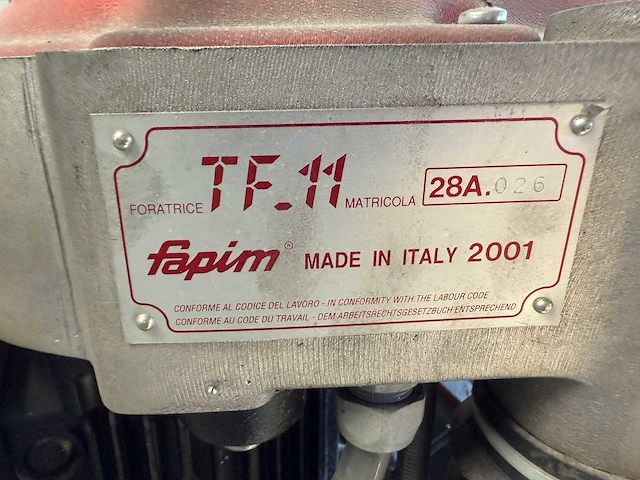 FORATRICE TF.11 MATRICOLA 28A.026
fapim® MADE IN ITALY 2001
CONFORME AL CODICE DEL LAVORO - IN CONFORMITY WITH THE LABOUR CODE
CONFORME AU CODE DU TRAVAIL - DEM ARBEITSRECHTSGESETZBUCH ENTSPRECHEND